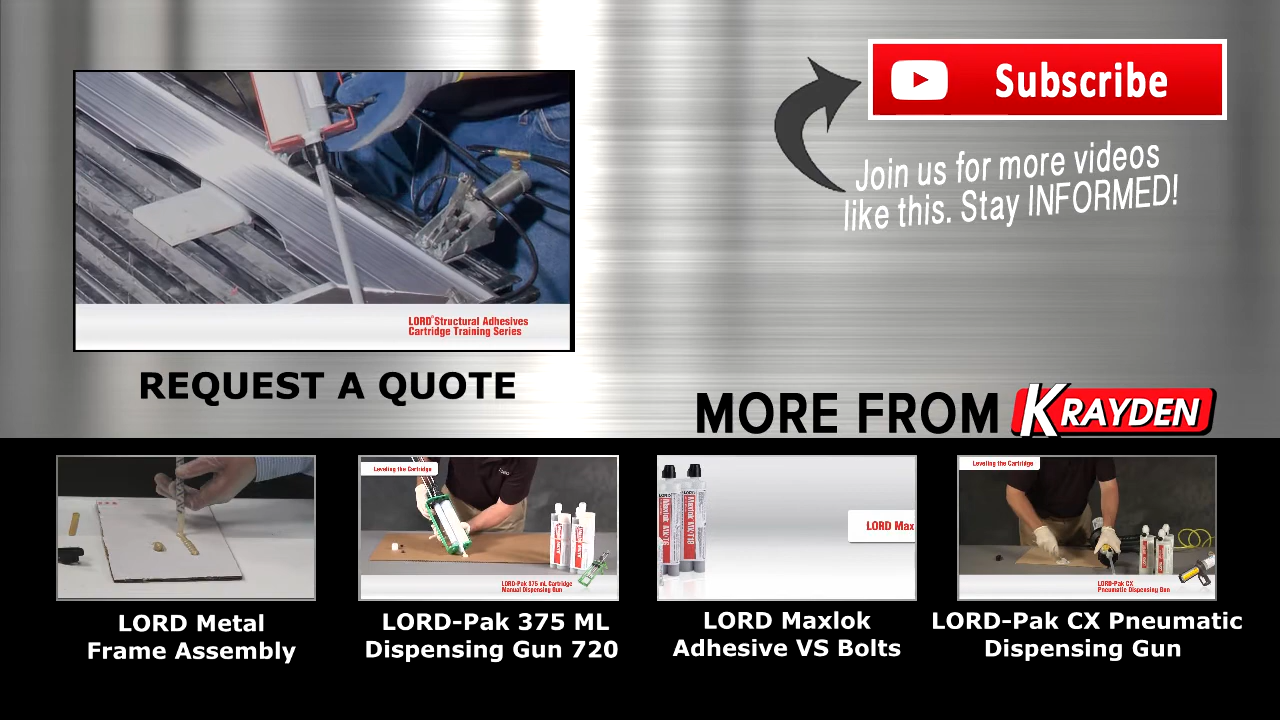 Subscribe
Join us for more videos
like this. Stay INFORMED!
LORD® Structural Adhesives
Cartridge Training Series
REQUEST A QUOTE
MORE FROM KRAYDEN
Leveling the Cartridge
LORD-Pak 375 mL Cartridge
Manual Dispensing Gun
LORD Max
Leveling the Cartridge
LORD-Pak CX
Pneumatic Dispensing Gun
LORD Metal
Frame Assembly
LORD-Pak 375 ML
Dispensing Gun 720
LORD Maxlok
Adhesive VS Bolts
LORD-Pak CX Pneumatic
Dispensing Gun